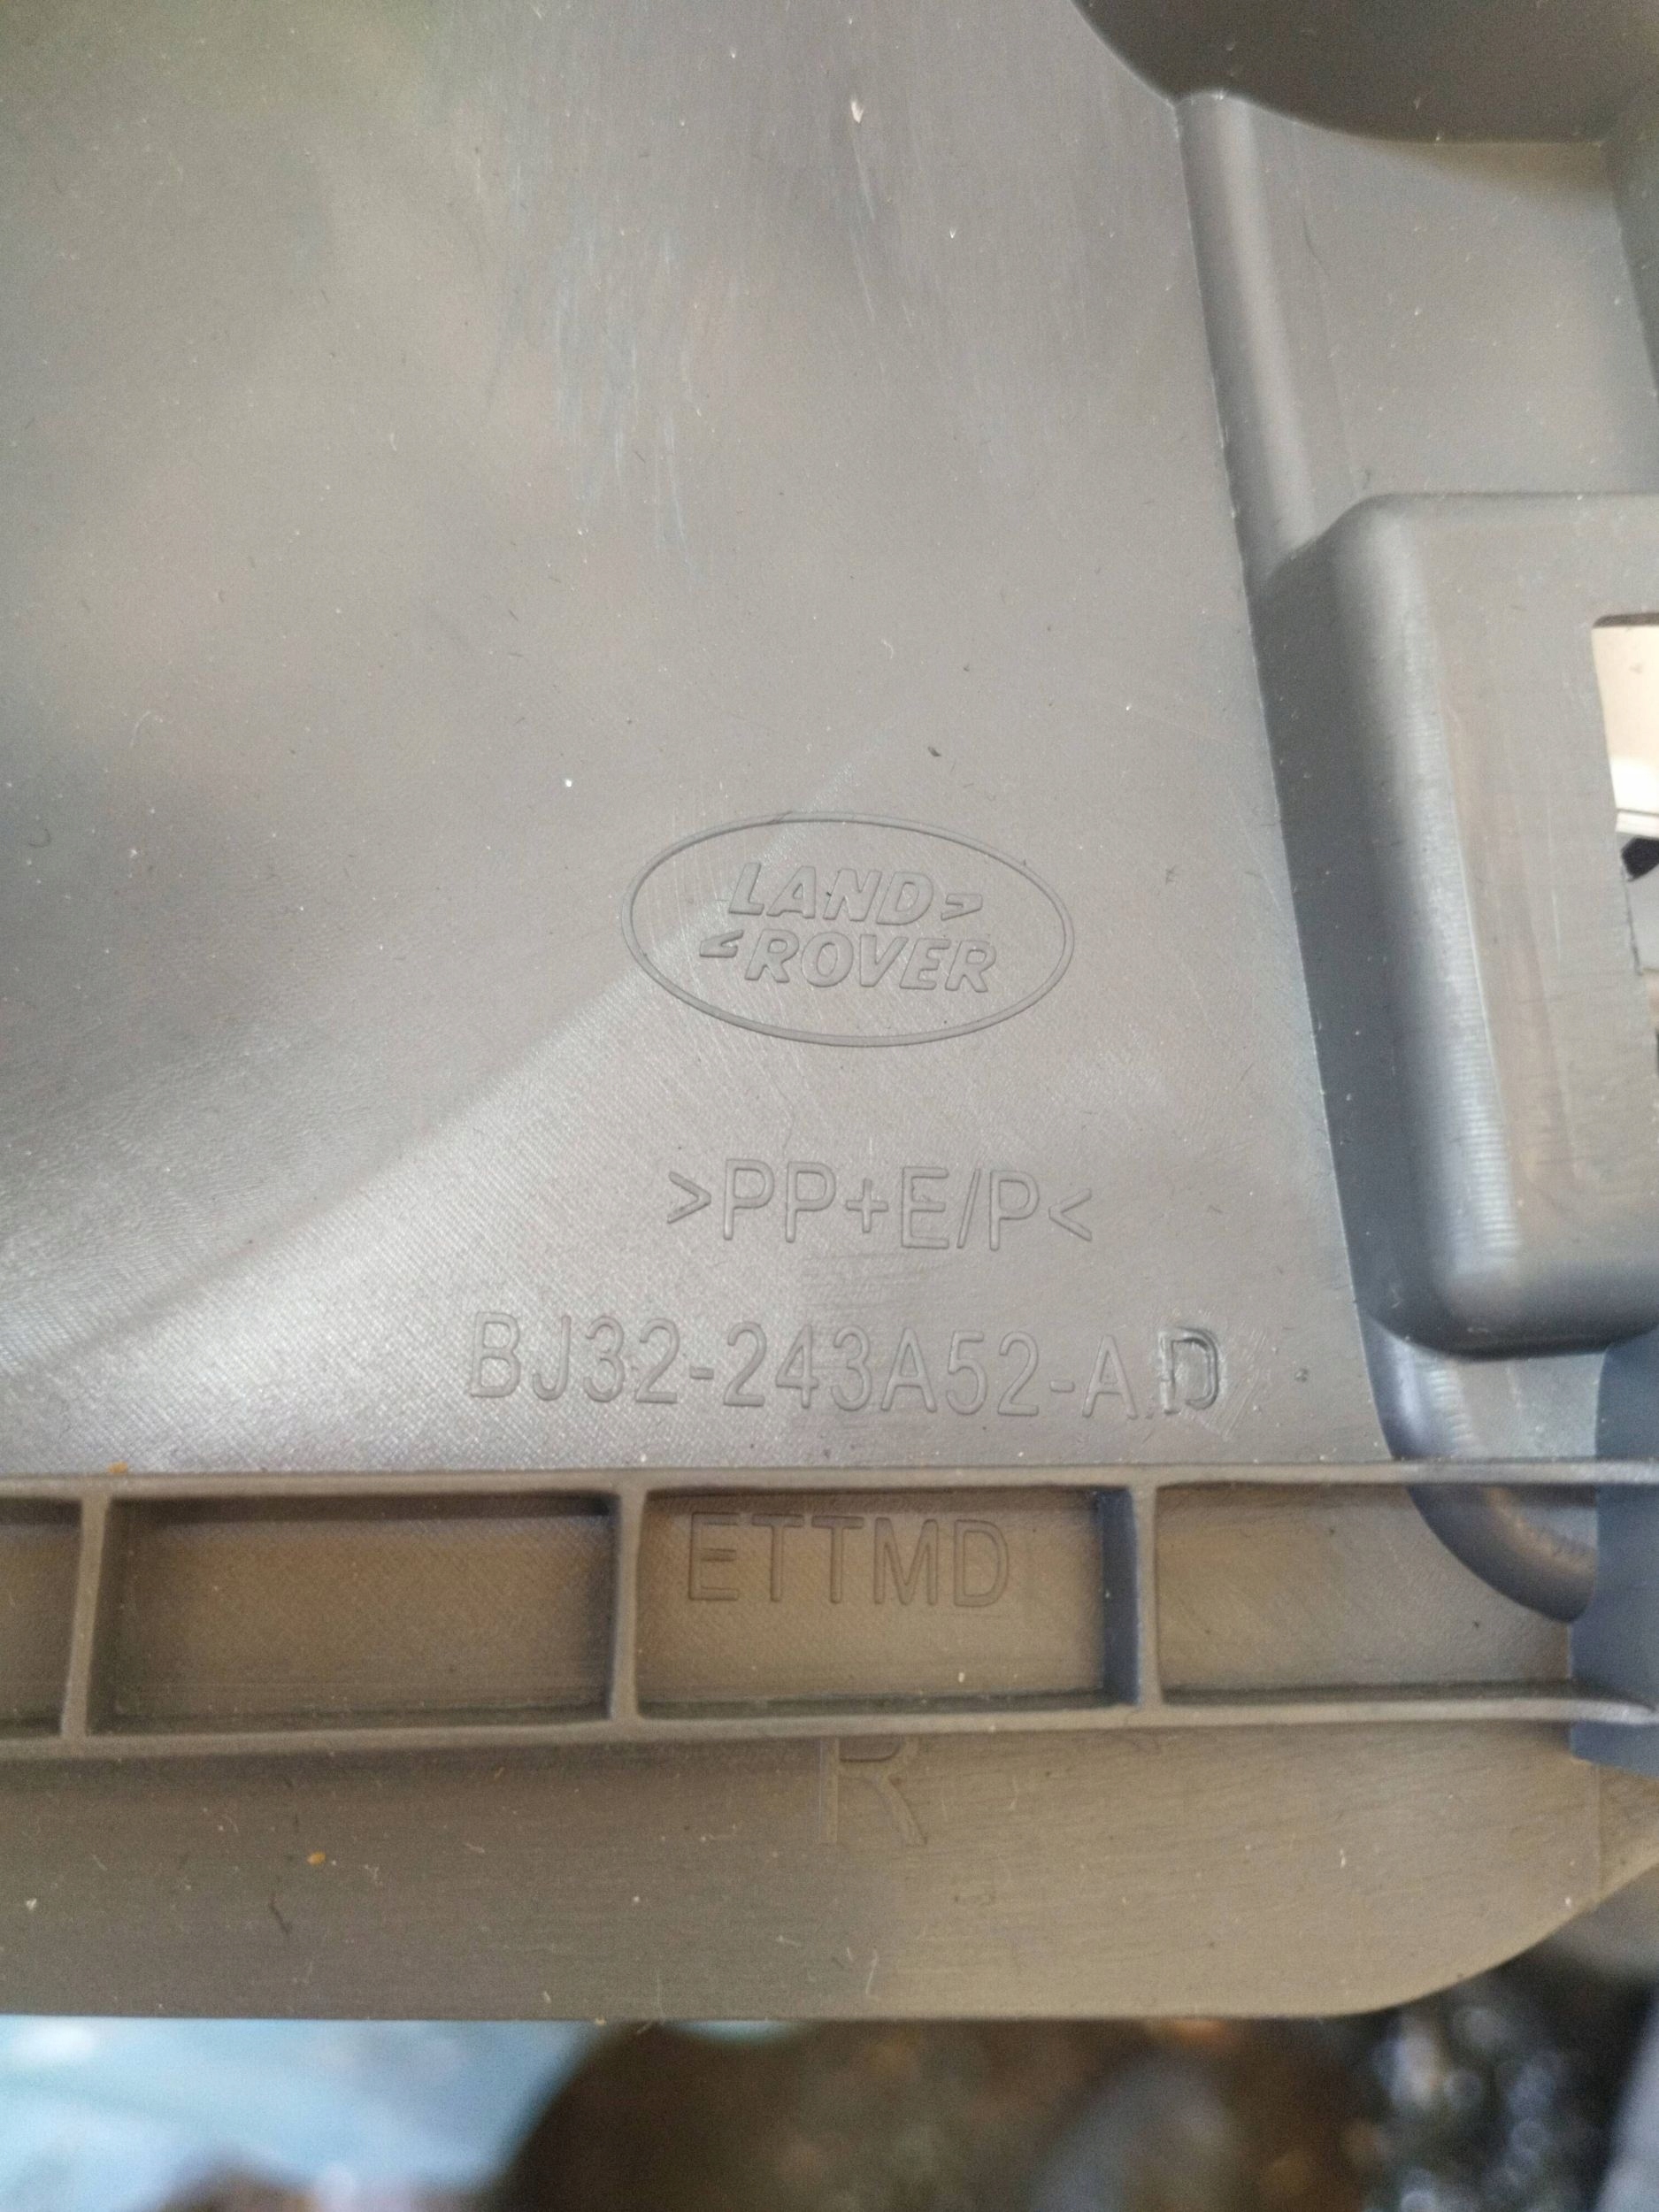 LAND
ROVER
>PP+E/P<
BJ32-243A52-AD
ETTMD
R